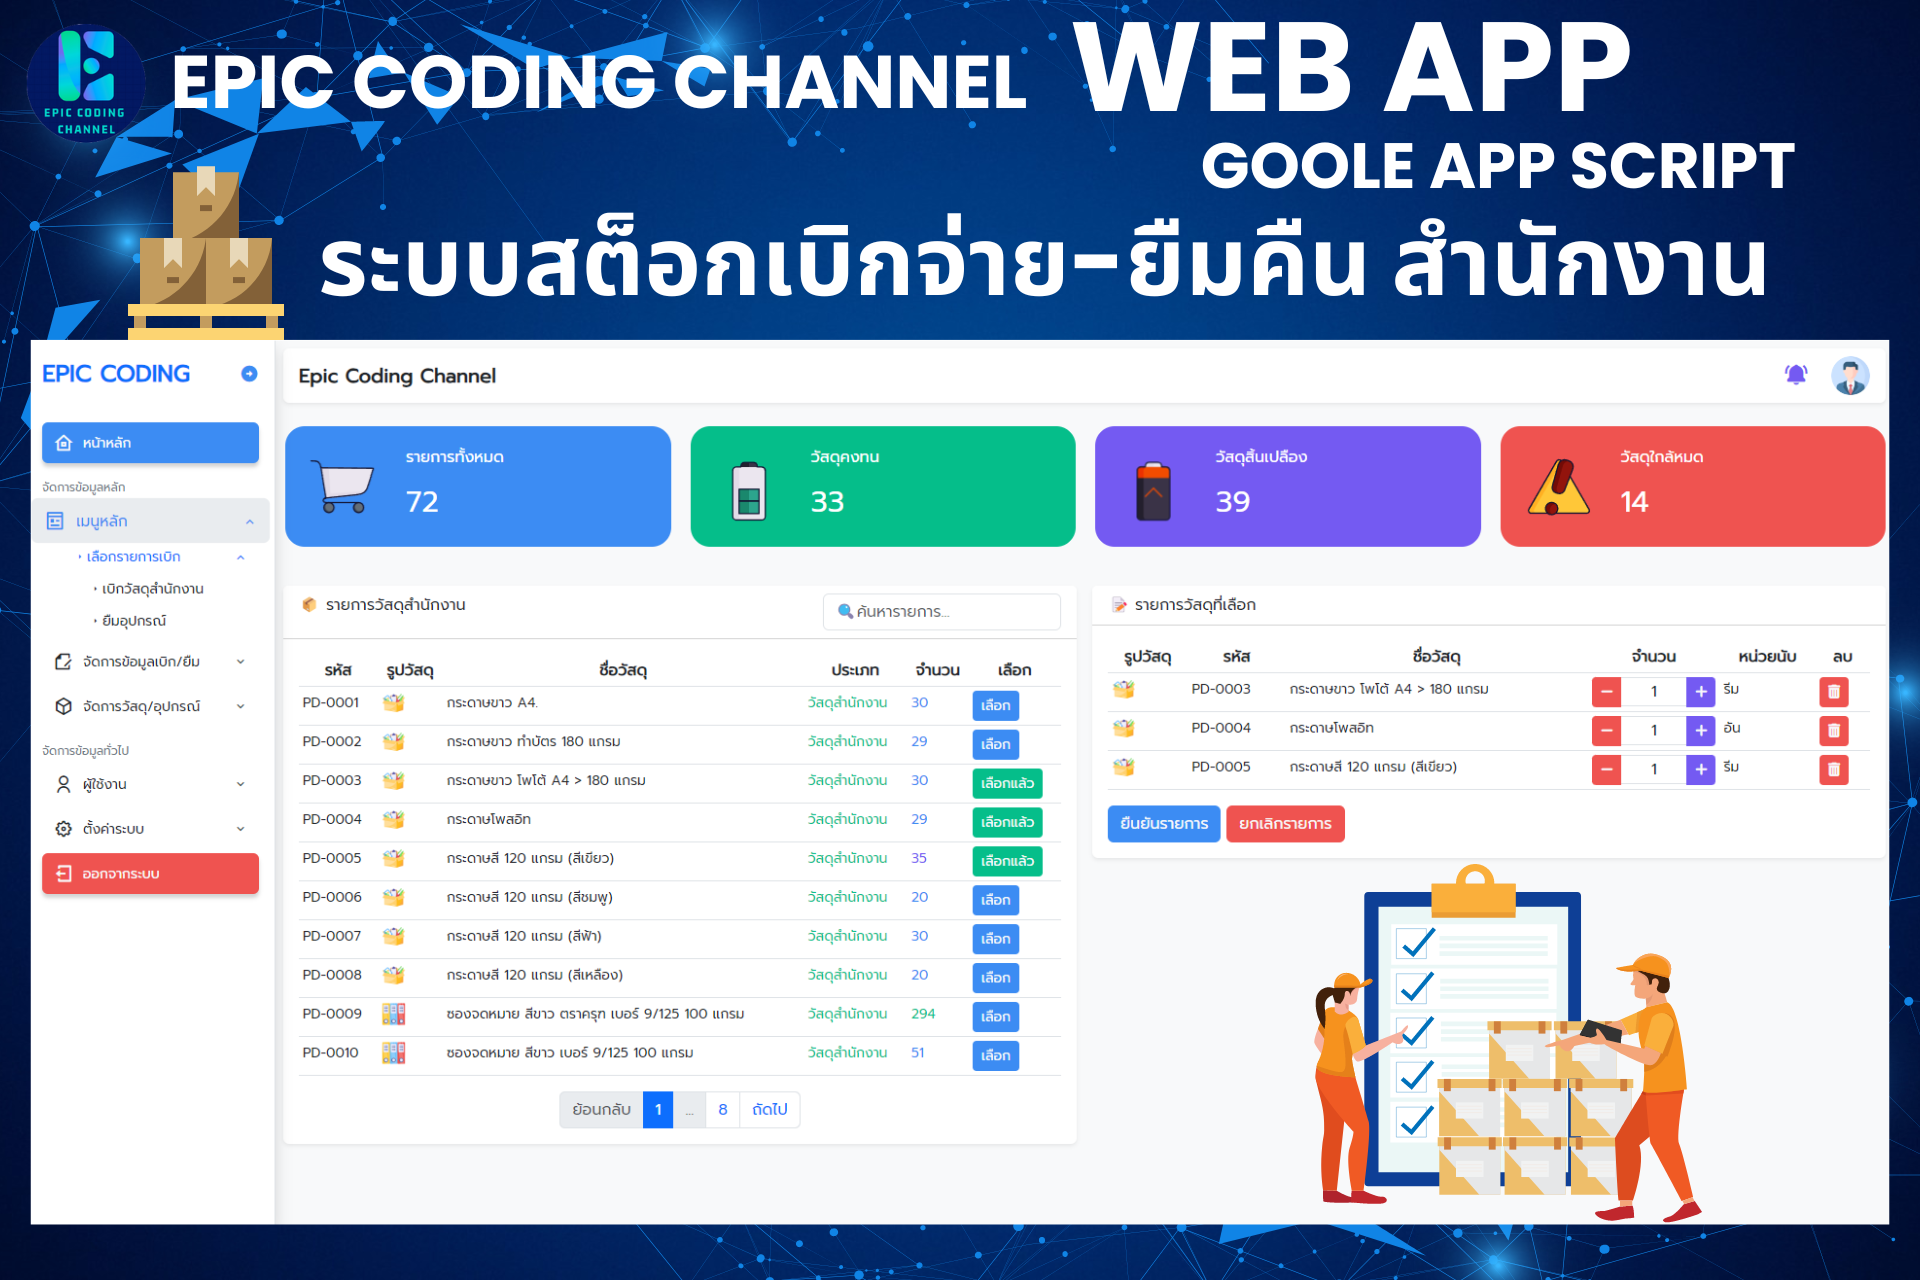 EPIC CODING CHANNEL
EPIC CODING CHANNEL
WEB APP
GOOLE APP SCRIPT
ระบบสต็อกเบิกจ่าย-ยืมคืน สำนักงาน
EPIC CODING
หน้าหลัก
จัดการข้อมูลหลัก
เมนูหลัก
เลือกรายการเบิก
เบิกวัสดุสำนักงาน
ยืมอุปกรณ์
จัดการข้อมูลเบิก/ยืม
จัดการวัสดุ/อุปกรณ์
จัดการข้อมูลทั่วไป
ผู้ใช้งาน
ตั้งค่าระบบ
ออกจากระบบ
Epic Coding Channel
รายการทั้งหมด
72
วัสดุคงทน
33
วัสดุสิ้นเปลือง
39
วัสดุใกล้หมด
14
รายการวัสดุสำนักงาน
ค้นหารายการ...
รหัส รูปวัสดุ ชื่อวัสดุ ประเภท จำนวน เลือก
PD-0001 กระดาษขาว A4. วัสดุสำนักงาน 30 เลือก
PD-0002 กระดาษขาว ทำบัตร 180 แกรม วัสดุสำนักงาน 29 เลือก
PD-0003 กระดาษขาว โฟโต้ A4 > 180 แกรม วัสดุสำนักงาน 30 เลือกแล้ว
PD-0004 กระดาษโพสอิท วัสดุสำนักงาน 29 เลือกแล้ว
PD-0005 กระดาษสี 120 แกรม (สีเขียว) วัสดุสำนักงาน 35 เลือกแล้ว
PD-0006 กระดาษสี 120 แกรม (สีชมพู) วัสดุสำนักงาน 20 เลือก
PD-0007 กระดาษสี 120 แกรม (สีฟ้า) วัสดุสำนักงาน 30 เลือก
PD-0008 กระดาษสี 120 แกรม (สีเหลือง) วัสดุสำนักงาน 20 เลือก
PD-0009 ซองจดหมาย สีขาว ตราครุฑ เบอร์ 9/125 100 แกรม วัสดุสำนักงาน 294 เลือก
PD-0010 ซองจดหมาย สีขาว เบอร์ 9/125 100 แกรม วัสดุสำนักงาน 51 เลือก
ย้อนกลับ 1 ... 8 ถัดไป
รายการวัสดุที่เลือก
รูปวัสดุ รหัส ชื่อวัสดุ จำนวน หน่วยนับ ลบ
PD-0003 กระดาษขาว โฟโต้ A4 > 180 แกรม − 1 + รีม
PD-0004 กระดาษโพสอิท − 1 + อัน
PD-0005 กระดาษสี 120 แกรม (สีเขียว) − 1 + รีม
ยืนยันรายการ ยกเลิกรายการ